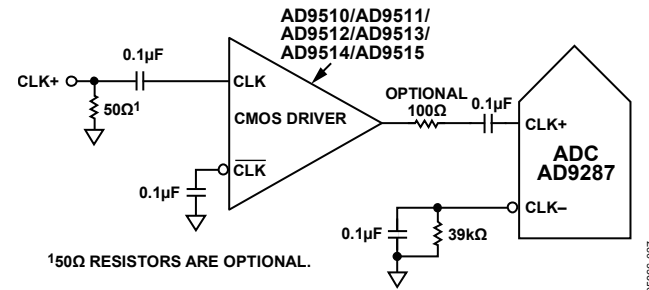 AD9510/AD9511/
AD9512/AD9513/
AD9514/AD9515
0.1µF
CLK+
CLK
50Ω¹
CMOS DRIVER
OPTIONAL
100Ω
0.1µF
CLK+
ADC
AD9287
CLK
0.1µF
CLK–
0.1µF
39kΩ
¹50Ω RESISTORS ARE OPTIONAL.